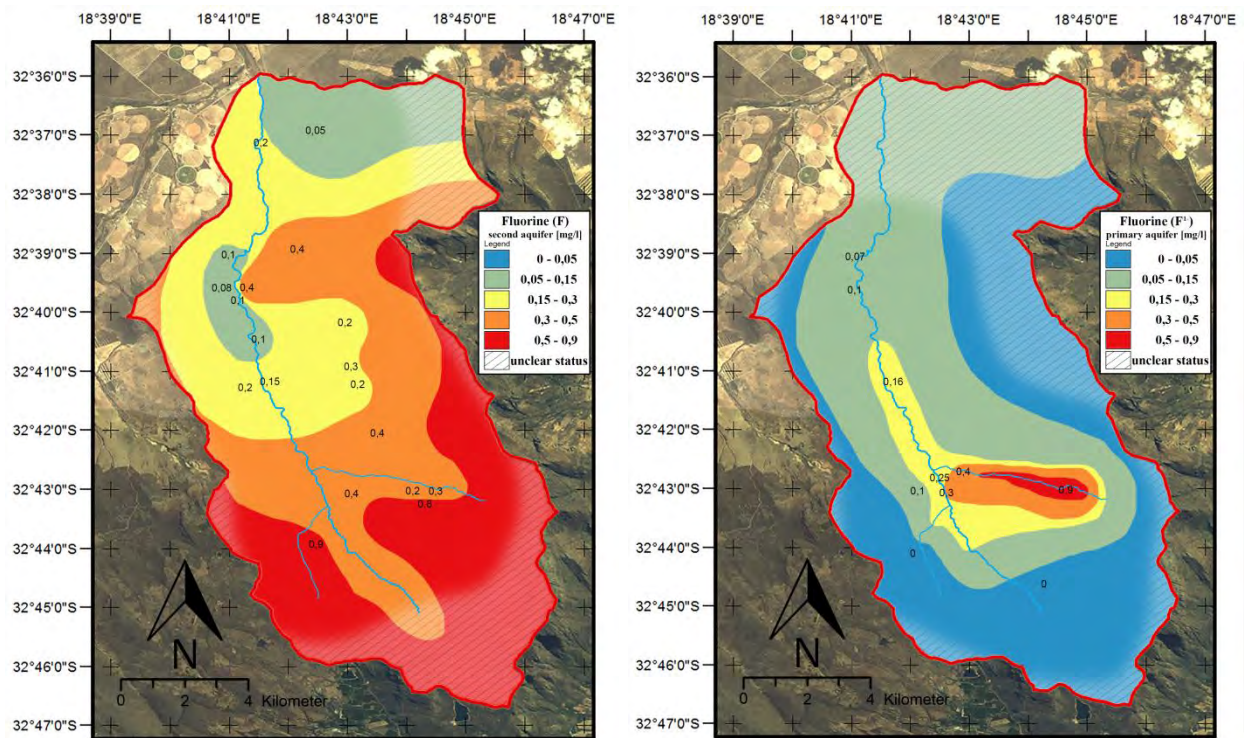 18°39'0"E 18°41'0"E 18°43'0"E 18°45'0"E 18°47'0"E
32°36'0"S
32°37'0"S
32°38'0"S
32°39'0"S
32°40'0"S
32°41'0"S
32°42'0"S
32°43'0"S
32°44'0"S
32°45'0"S
32°46'0"S
32°47'0"S
0,05
0,2
0,4
0,1
0,08 0,4
0,1
0,2
0,1
0,3
0,2 0,15 0,2
0,4
0,4 0,2 0,3
0,6
0,9
Fluorine (F)
second aquifer [mg/l]
Legend
0 - 0,05
0,05 - 0,15
0,15 - 0,3
0,3 - 0,5
0,5 - 0,9
unclear status
N
0 2 4
Kilometer
18°39'0"E 18°41'0"E 18°43'0"E 18°45'0"E 18°47'0"E
32°36'0"S
32°37'0"S
32°38'0"S
32°39'0"S
32°40'0"S
32°41'0"S
32°42'0"S
32°43'0"S
32°44'0"S
32°45'0"S
32°46'0"S
32°47'0"S
0,07
0,1
0,16
0,4
0,25
0,1 0,3 0,9
0
0
Fluorine (F¹⁻)
primary aquifer [mg/l]
Legend
0 - 0,05
0,05 - 0,15
0,15 - 0,3
0,3 - 0,5
0,5 - 0,9
unclear status
N
0 2 4
Kilometer